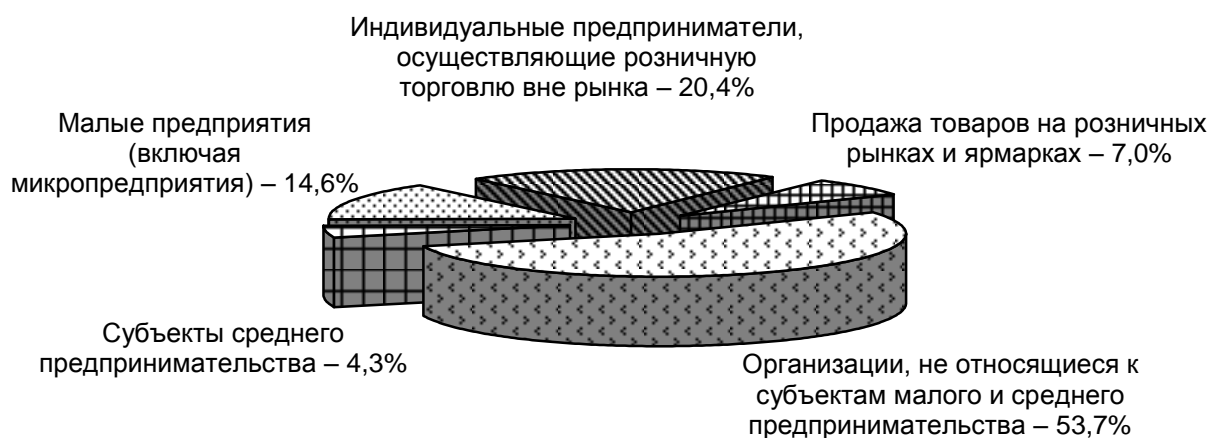 Индивидуальные предприниматели,
осуществляющие розничную
торговлю вне рынка – 20,4%
Малые предприятия
(включая
микропредприятия) – 14,6%
Продажа товаров на розничных
рынках и ярмарках – 7,0%
Субъекты среднего
предпринимательства – 4,3%
Организации, не относящиеся к
субъектам малого и среднего
предпринимательства – 53,7%